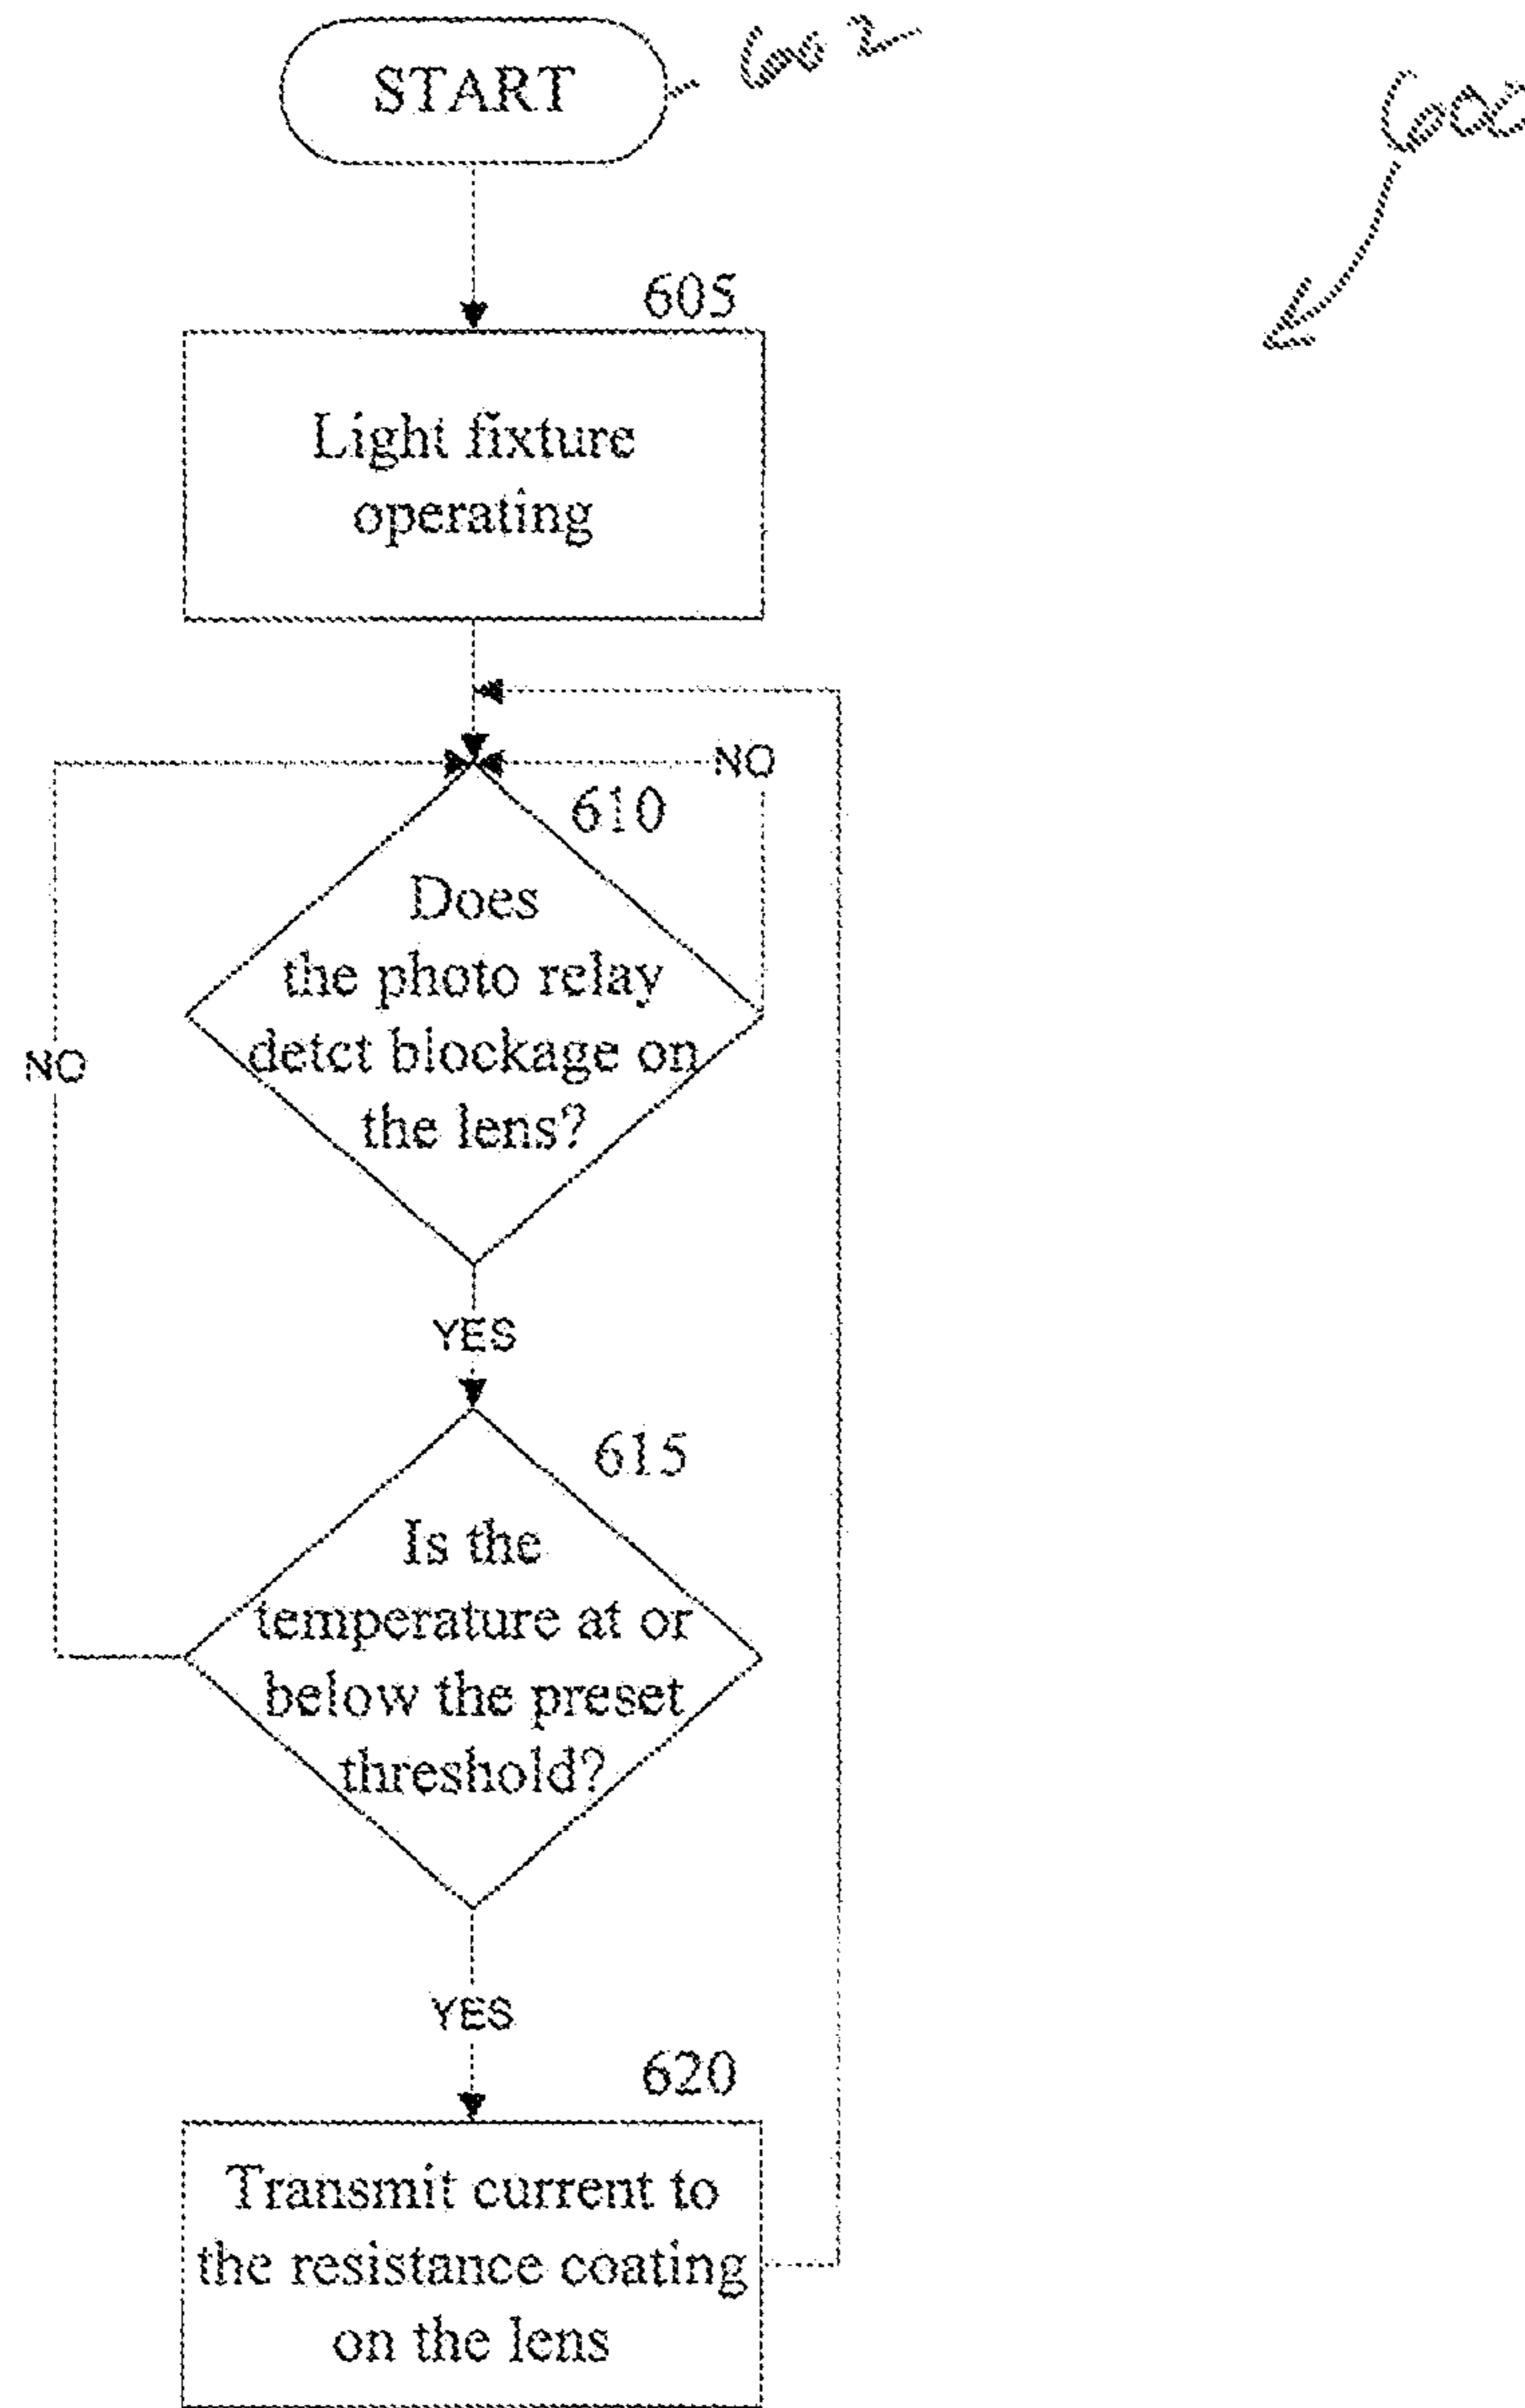 START
602
600
605
Light fixture
operating
NO
610
Does
the photo relay
detct blockage on
the lens?
NO
YES
615
Is the
temperature at or
below the preset
threshold?
YES
620
Transmit current to
the resistance coating
on the lens